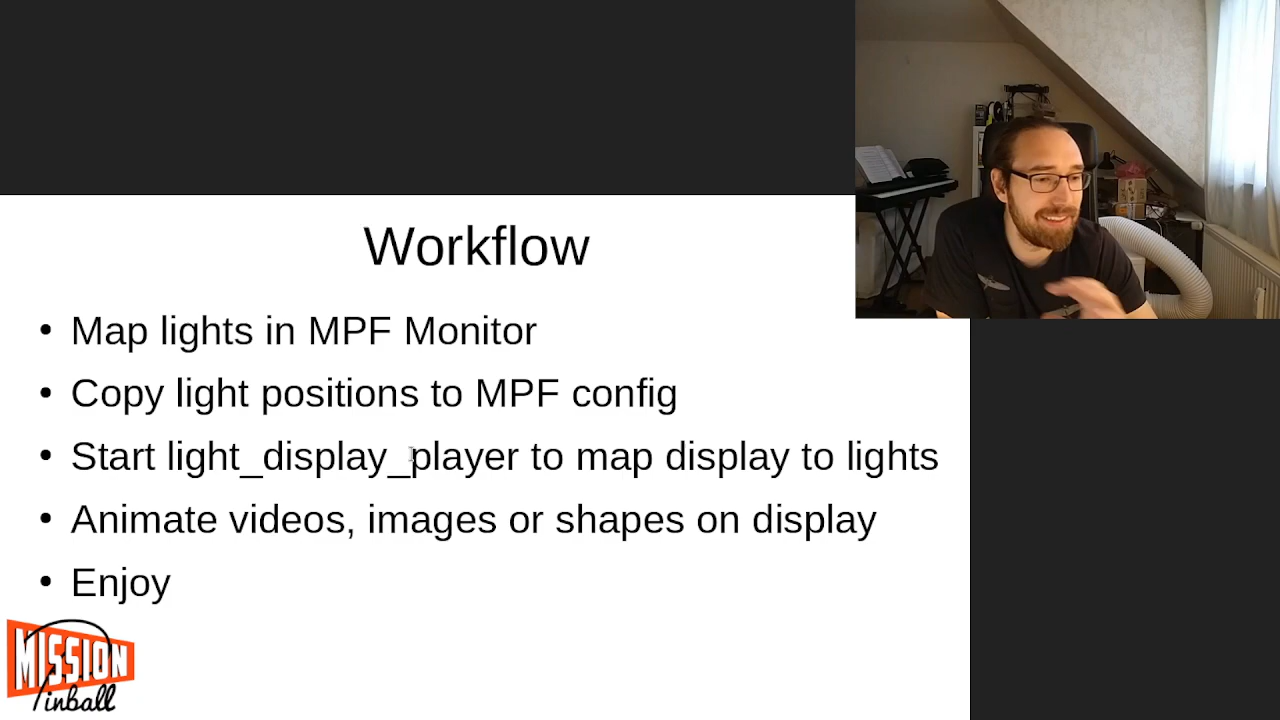 Workflow
• Map lights in MPF Monitor
• Copy light positions to MPF config
• Start light_display_player to map display to lights
• Animate videos, images or shapes on display
• Enjoy
MISSION
Pinball